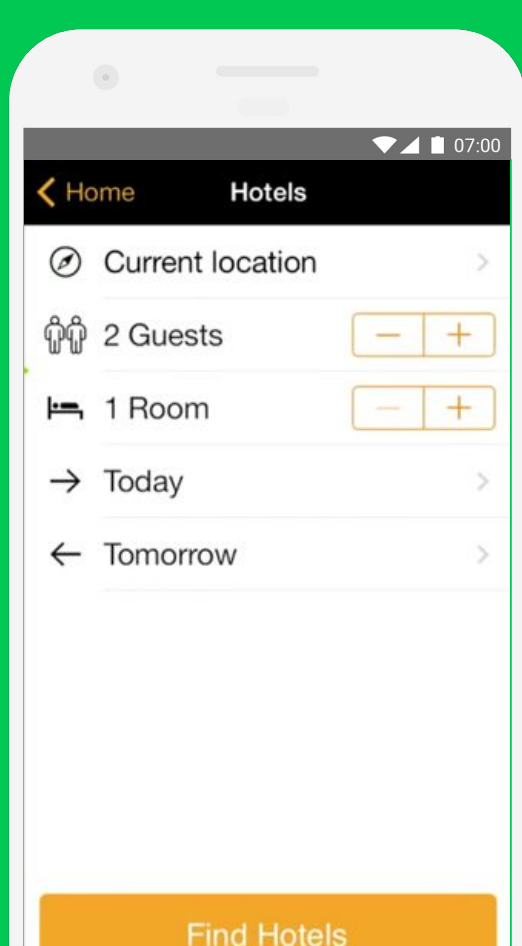 07:00
Home Hotels
Current location
2 Guests
1 Room
Today
Tomorrow
Find Hotels